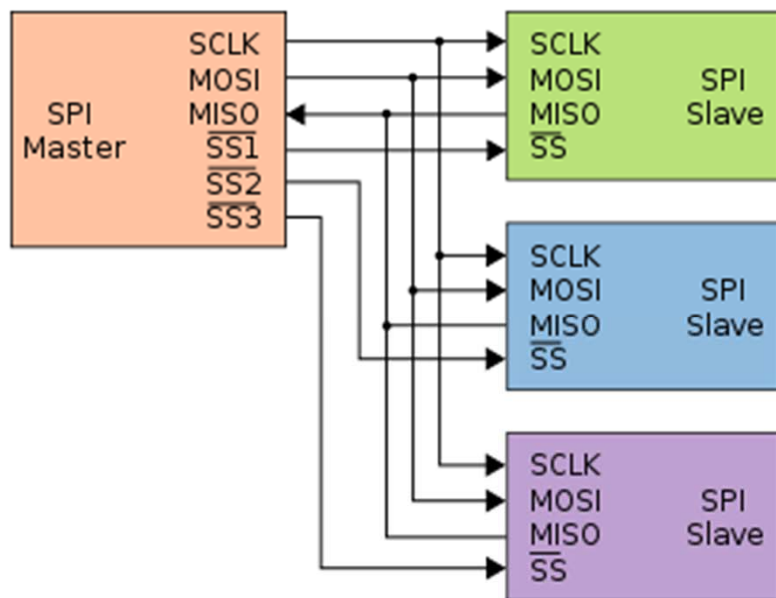 SCLK
MOSI
SPI MISO
Master SS1
SS2
SS3
SCLK
MOSI SPI
MISO Slave
SS
SCLK
MOSI SPI
MISO Slave
SS
SCLK
MOSI SPI
MISO Slave
SS